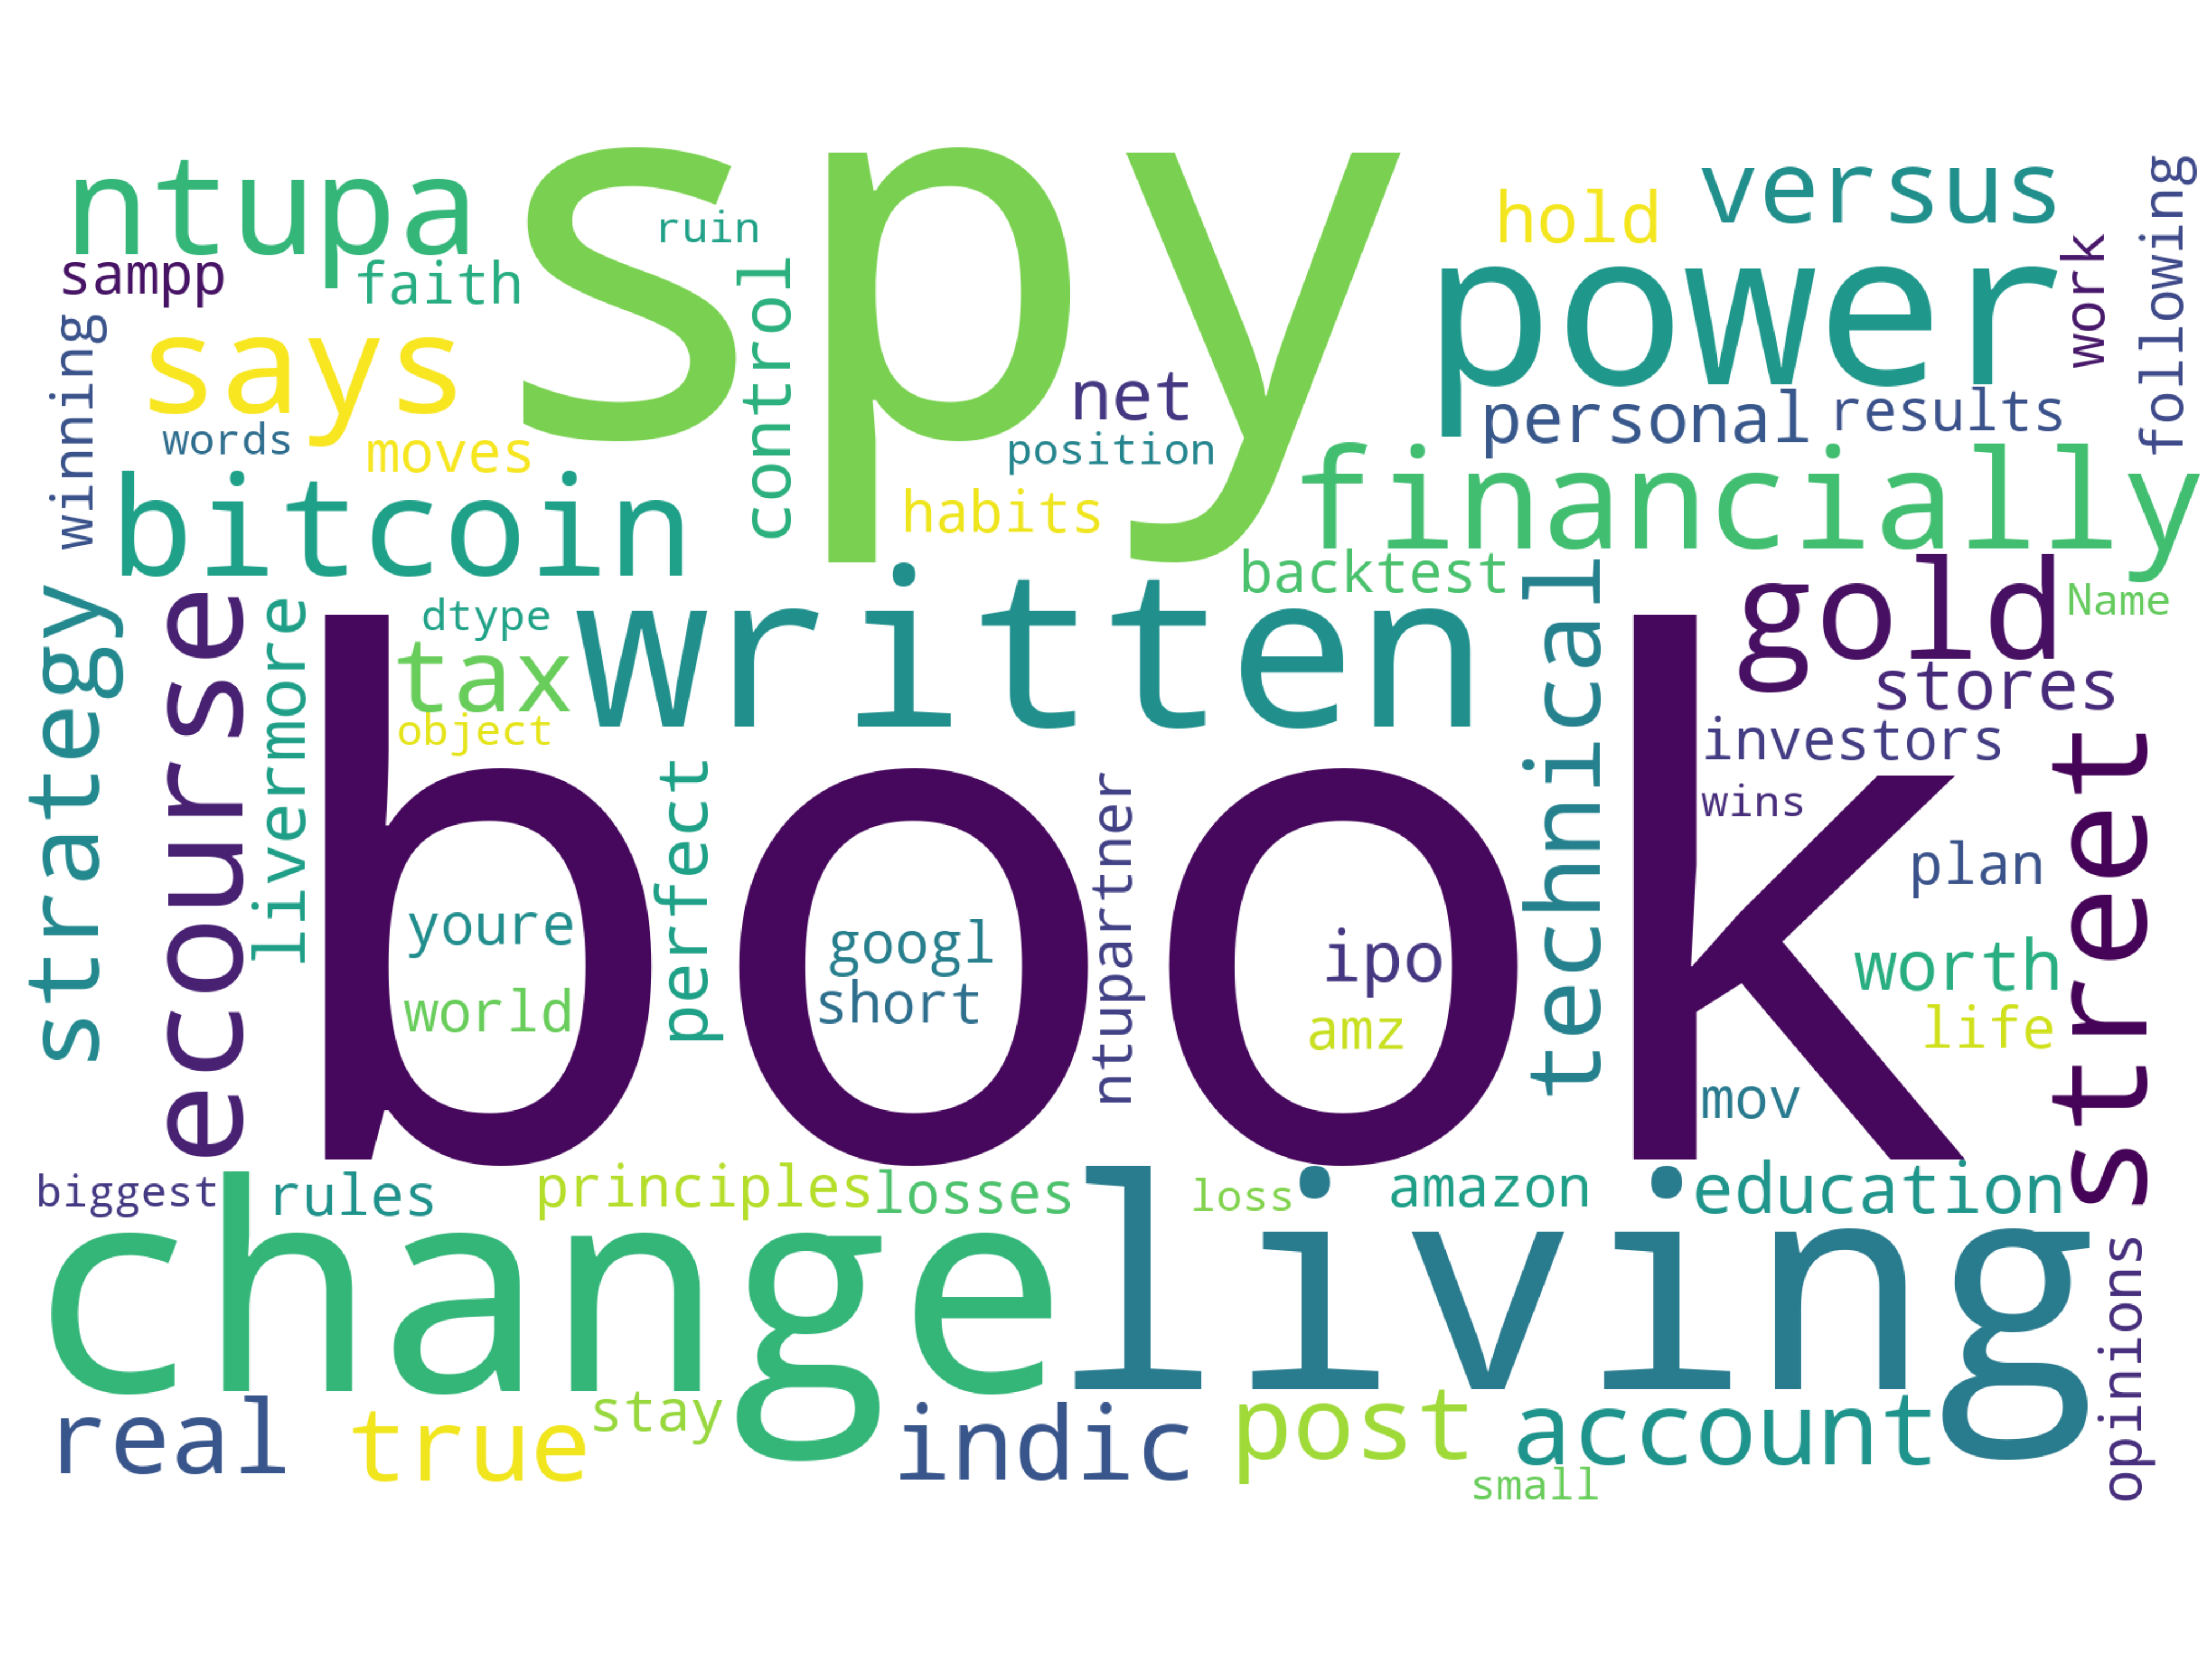 spy
ntupa
ruin
hold
versus
following
sampp
faith
control
power
work
winning
says
net
personal
results
words
moves
position
bitcoin
habits
financially
strategy
ecourse
livermore
dtype
written
backtest
technical
gold
Name
tax
object
stores
investors
street
book
perfect
ntupartner
wins
plan
youre
googl
ipo
worth
world
short
amz
life
mov
biggest
rules
principles
losses
loss
amazon
education
change
living
opinions
real
true
stay
indic
post
account
small